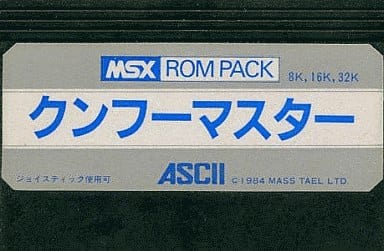 MSX ROM PACK
8K, 16K, 32K
クンフーマスター
ジョイスティック使用可 ASCII ©1984 MASS TAEL LTD.